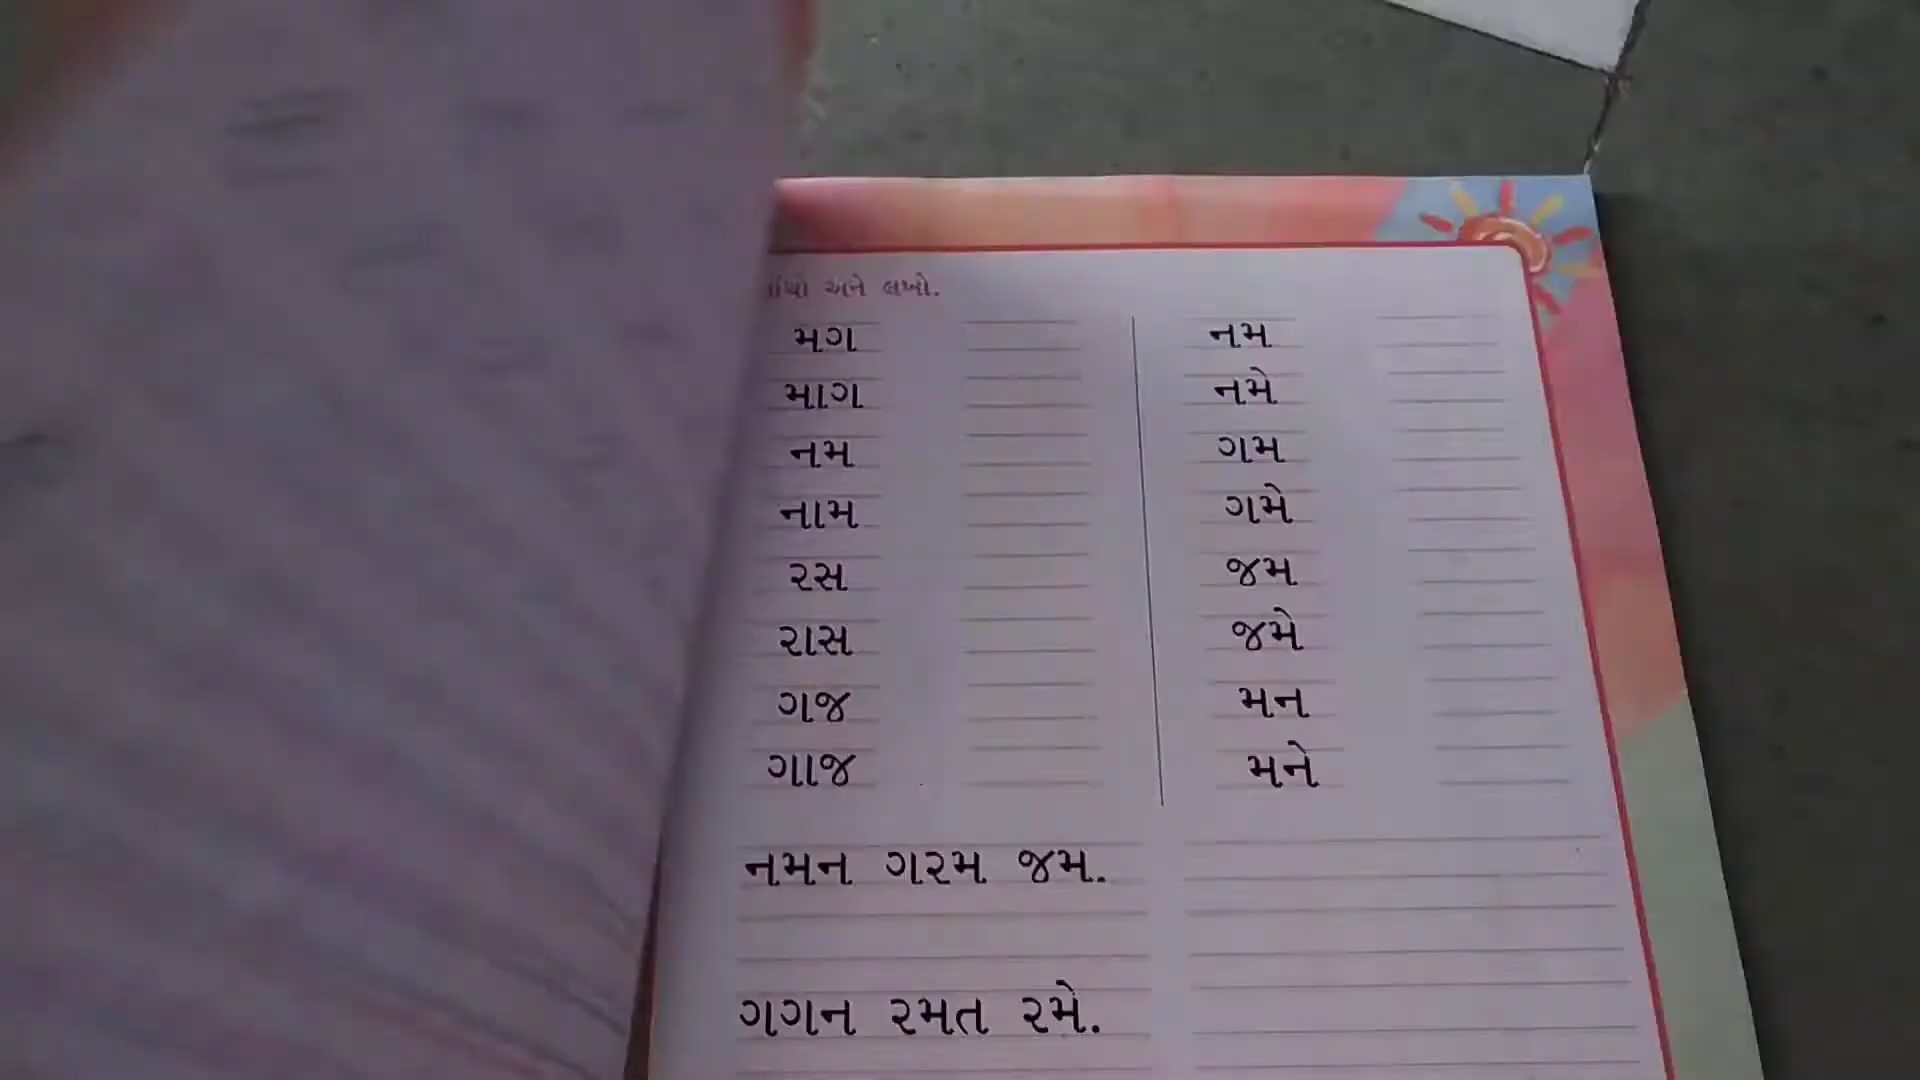 અને લખો.
મગ
માગ
નમ
નામ
રસ
રાસ
ગજ
ગાજ
નમ
નમે
ગમ
ગમે
જમ
જમે
મન
મને
નમન ગરમ જમ.
ગગન રમત રમે.